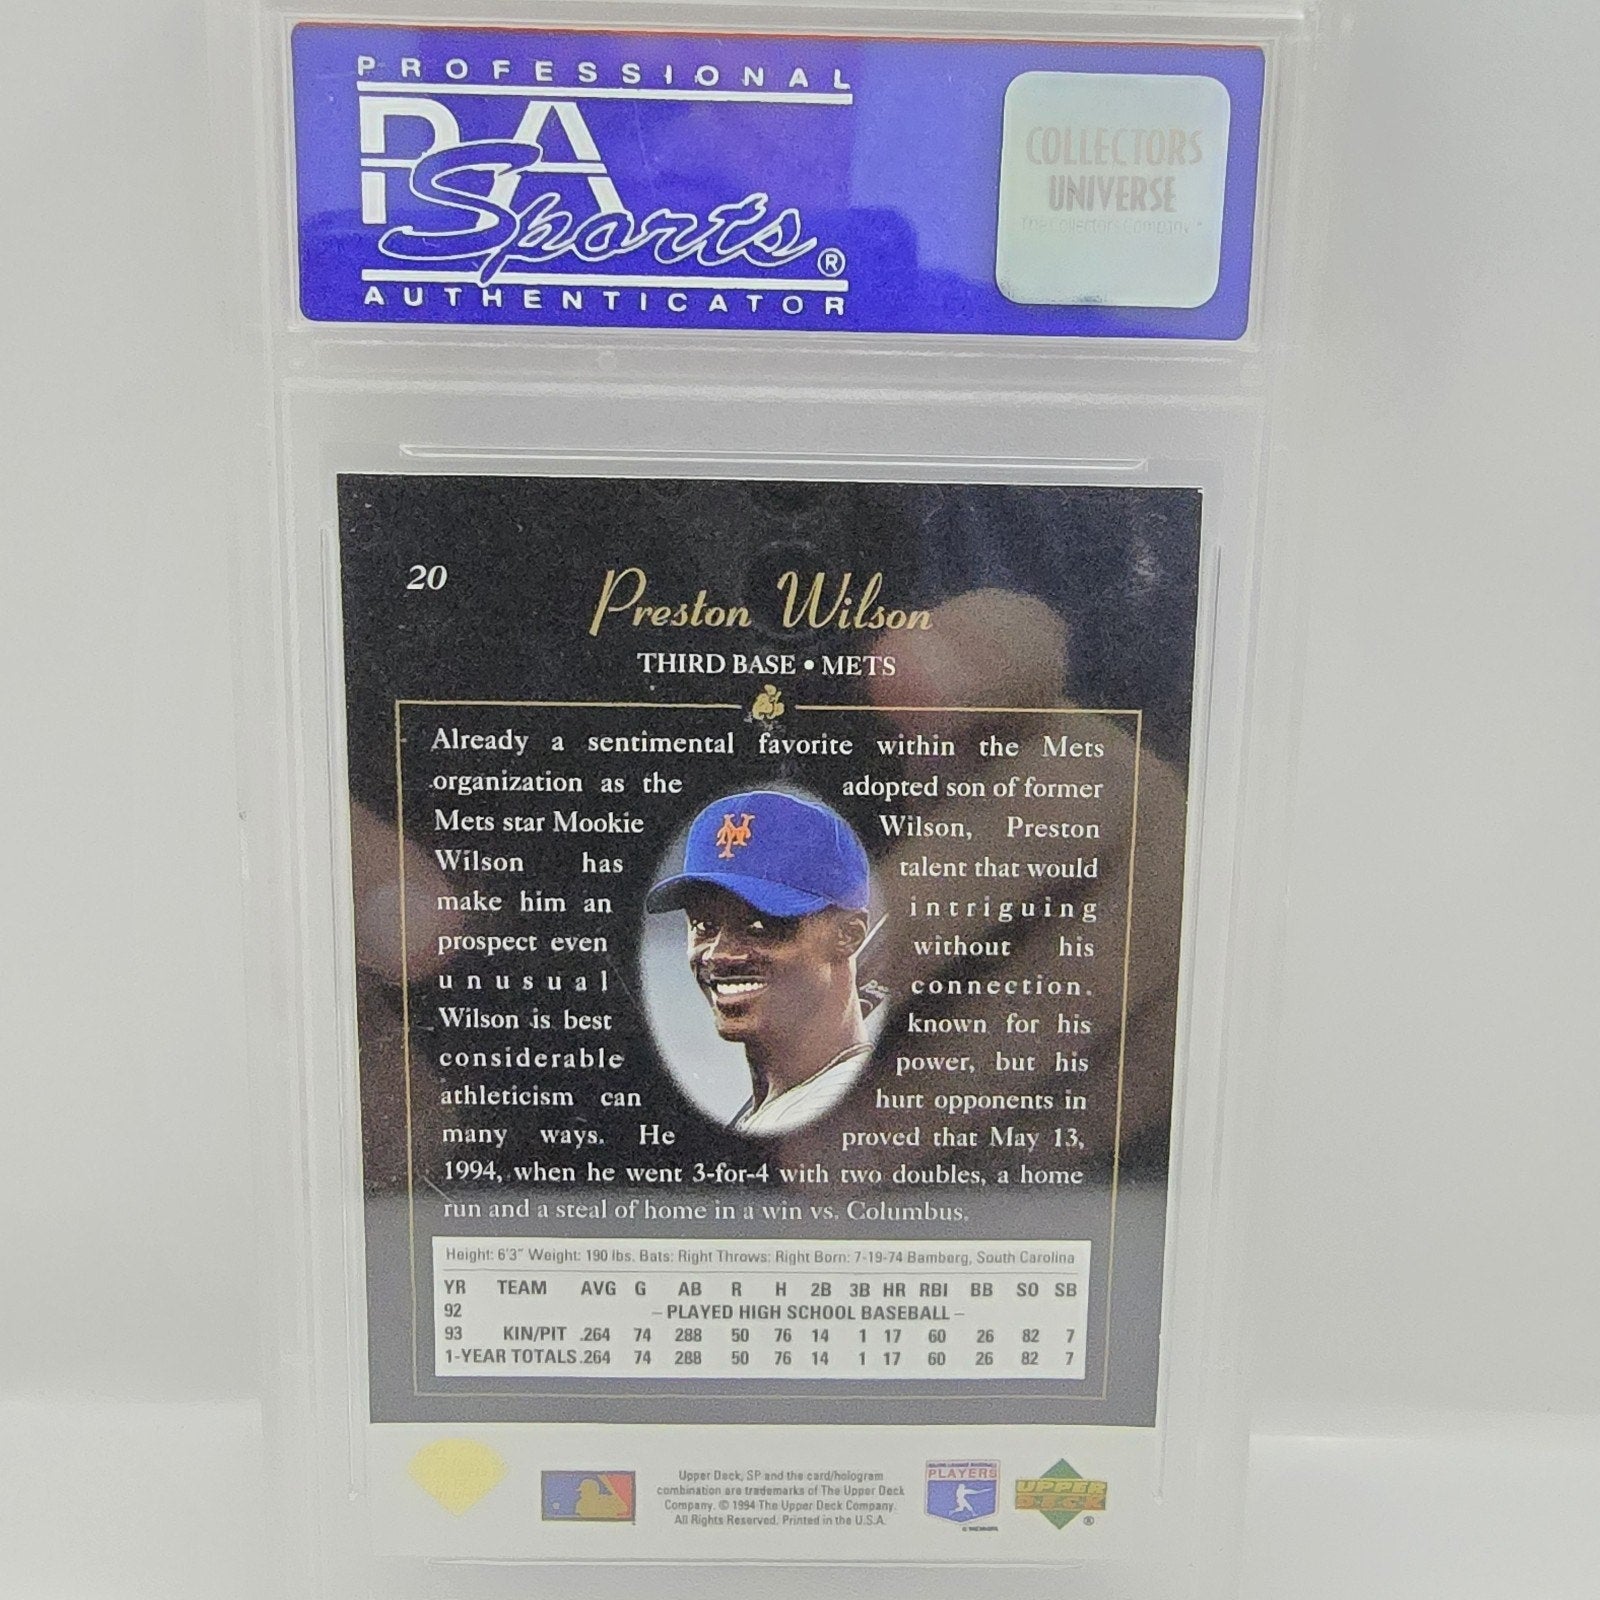 PROFESSIONAL
PSA
Sports®
AUTHENTICATOR
COLLECTORS
UNIVERSE
The Collectors Company™
20
Preston Wilson
THIRD BASE • METS
Already a sentimental favorite within the Mets
organization as the adopted son of former
Mets star Mookie Wilson, Preston
Wilson has talent that would
make him an intriguing
prospect even without his
unusual connection.
Wilson is best known for his
considerable power, but his
athleticism can hurt opponents in
many ways. He proved that May 13,
1994, when he went 3-for-4 with two doubles, a home
run and a steal of home in a win vs. Columbus.
Height: 6'3" Weight: 190 lbs. Bats: Right Throws: Right Born: 7-19-74 Bamberg, South Carolina
YR TEAM AVG G AB R H 2B 3B HR RBI BB SO SB
92 – PLAYED HIGH SCHOOL BASEBALL –
93 KIN/PIT .264 74 288 50 76 14 1 17 60 26 82 7
1-YEAR TOTALS .264 74 288 50 76 14 1 17 60 26 82 7
Upper Deck, SP and the card/hologram
combination are trademarks of The Upper Deck
Company. © 1994 The Upper Deck Company.
All Rights Reserved. Printed in the U.S.A.
PLAYERS
UPPER
DECK
®